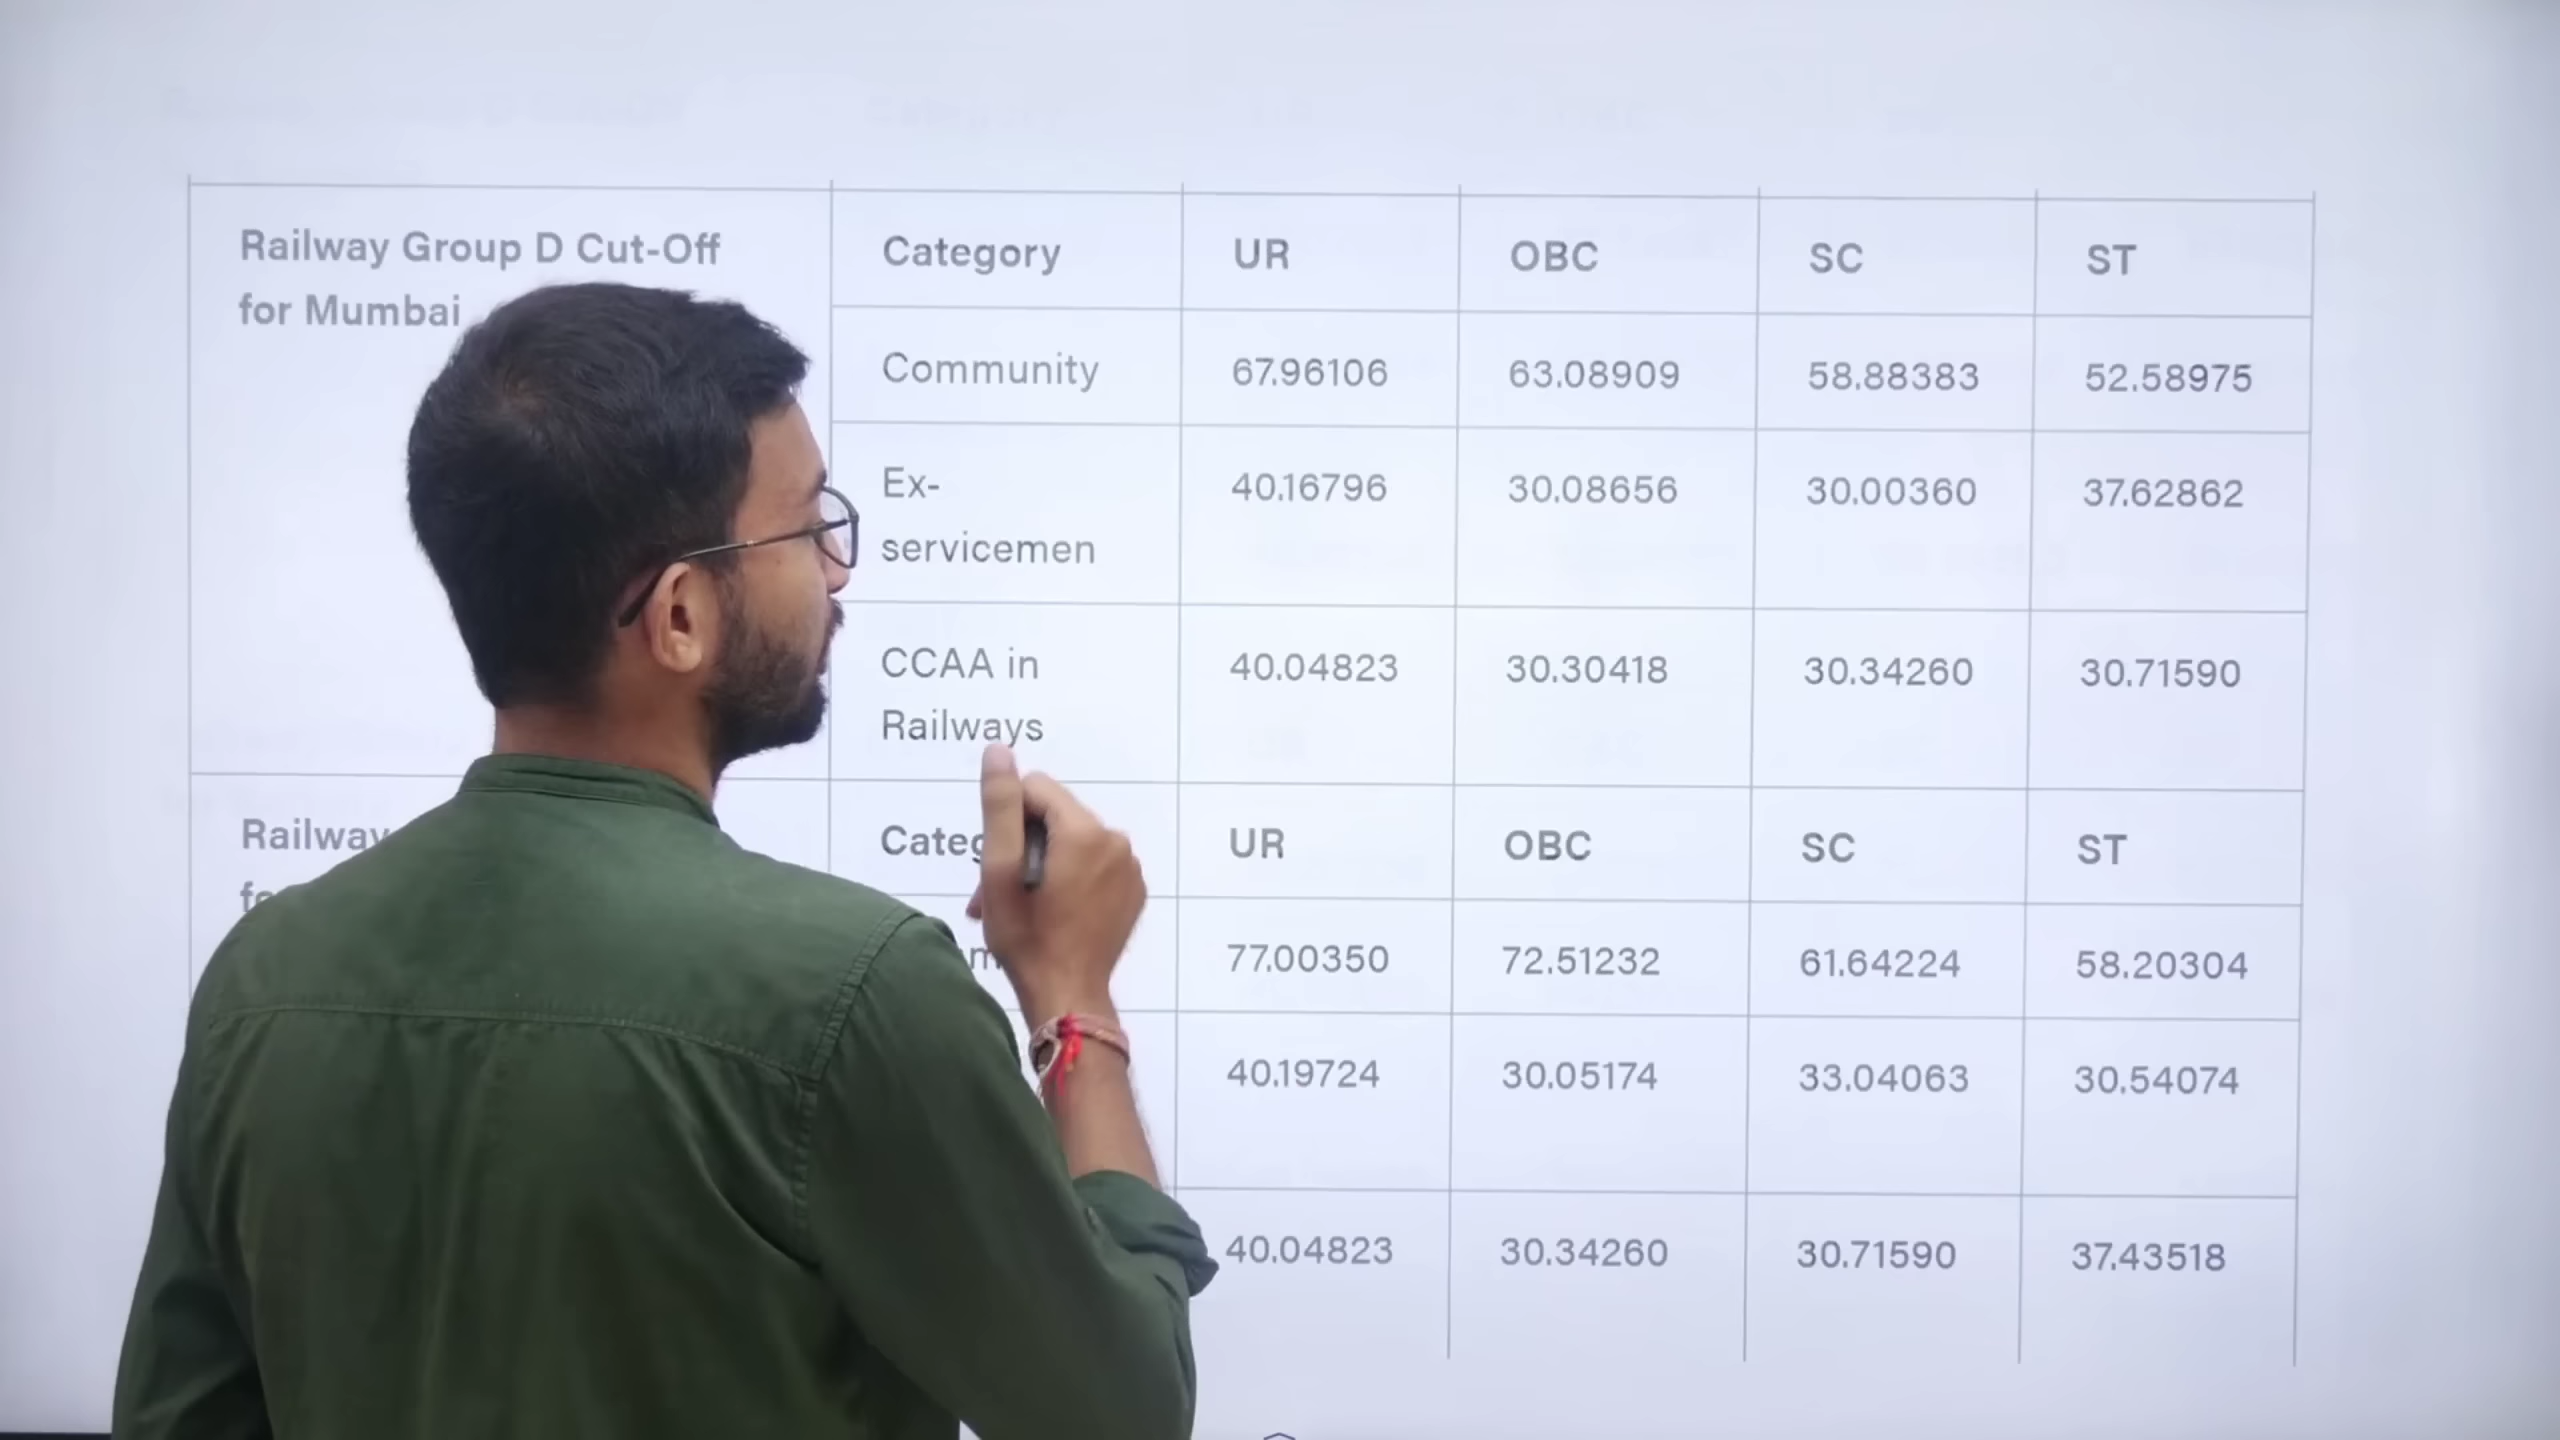 Railway Group D Cut-Off
for Mumbai
Category UR OBC SC ST
Community 67.96106 63.08909 58.88383 52.58975
Ex-
servicemen 40.16796 30.08656 30.00360 37.62862
CCAA in
Railways 40.04823 30.30418 30.34260 30.71590
Railway
UR OBC SC ST
77.00350 72.51232 61.64224 58.20304
40.19724 30.05174 33.04063 30.54074
40.04823 30.34260 30.71590 37.43518